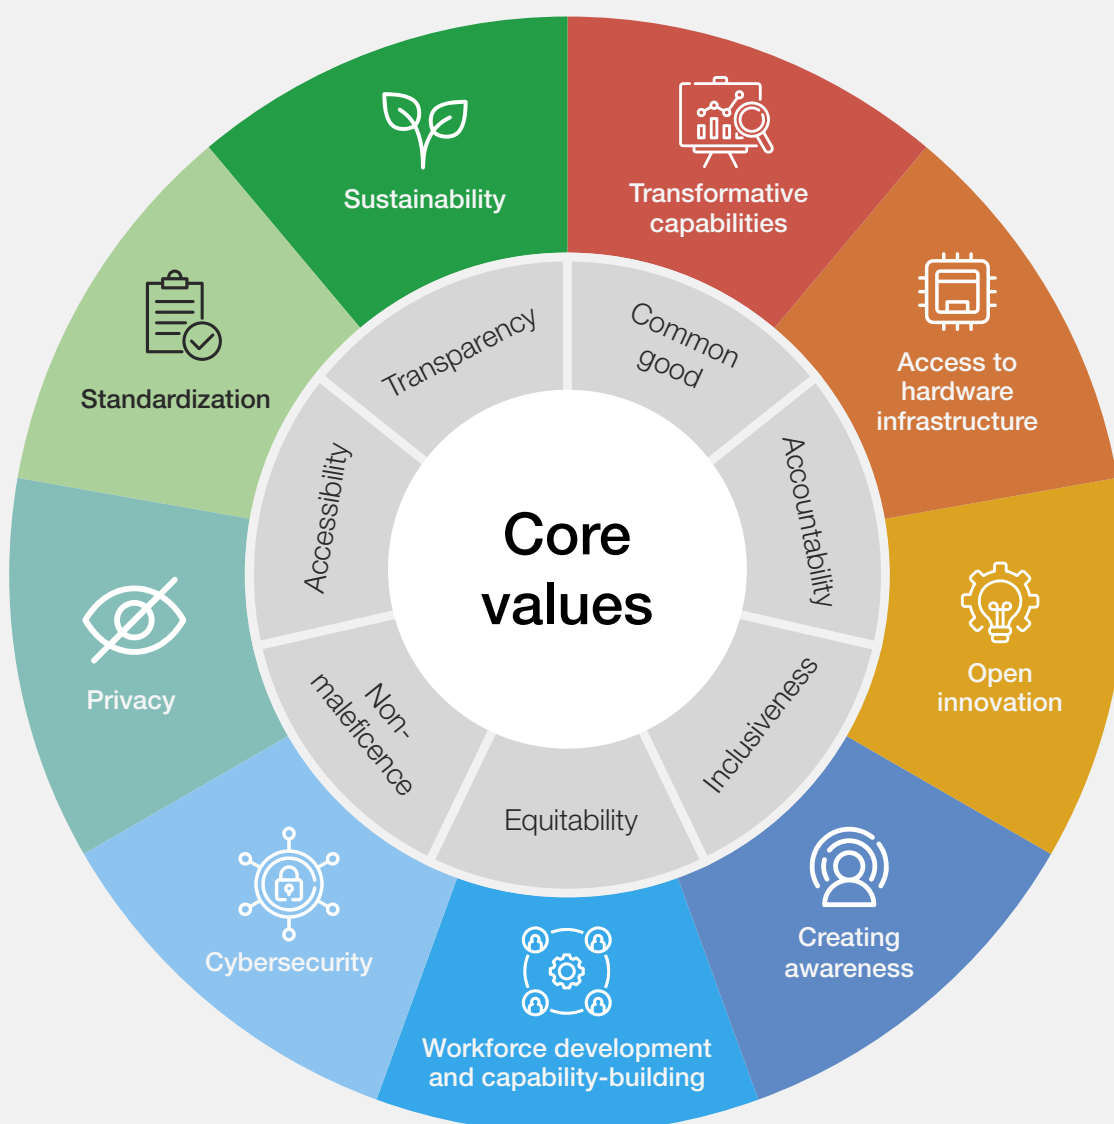 Core
values
Common
good
Accountability
Inclusiveness
Equitability
Non-
maleficence
Accessibility
Transparency
Transformative
capabilities
Access to
hardware
infrastructure
Open
innovation
Creating
awareness
Workforce development
and capability-building
Cybersecurity
Privacy
Standardization
Sustainability